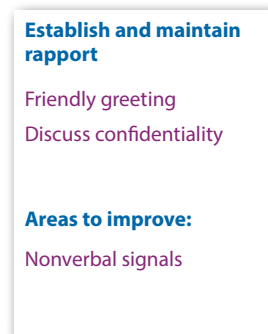 Establish and maintain
rapport
Friendly greeting
Discuss confidentiality
Areas to improve:
Nonverbal signals